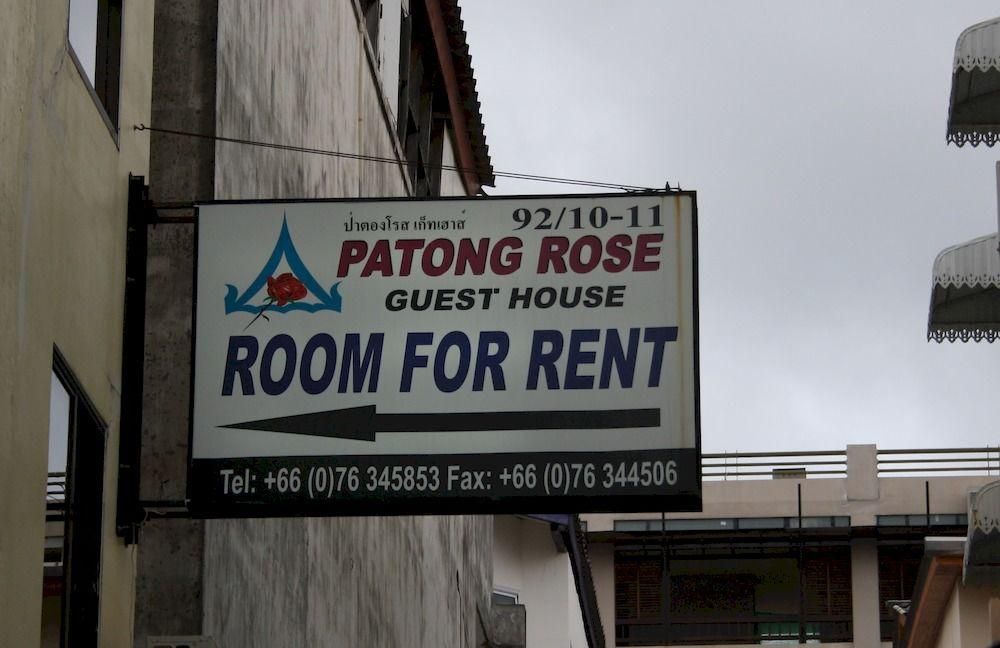 ป่าตองโรส เก็ทเฮาส์ 92/10-11
PATONG ROSE
GUEST HOUSE
ROOM FOR RENT
Tel: +66 (0)76 345853 Fax: +66 (0)76 344506